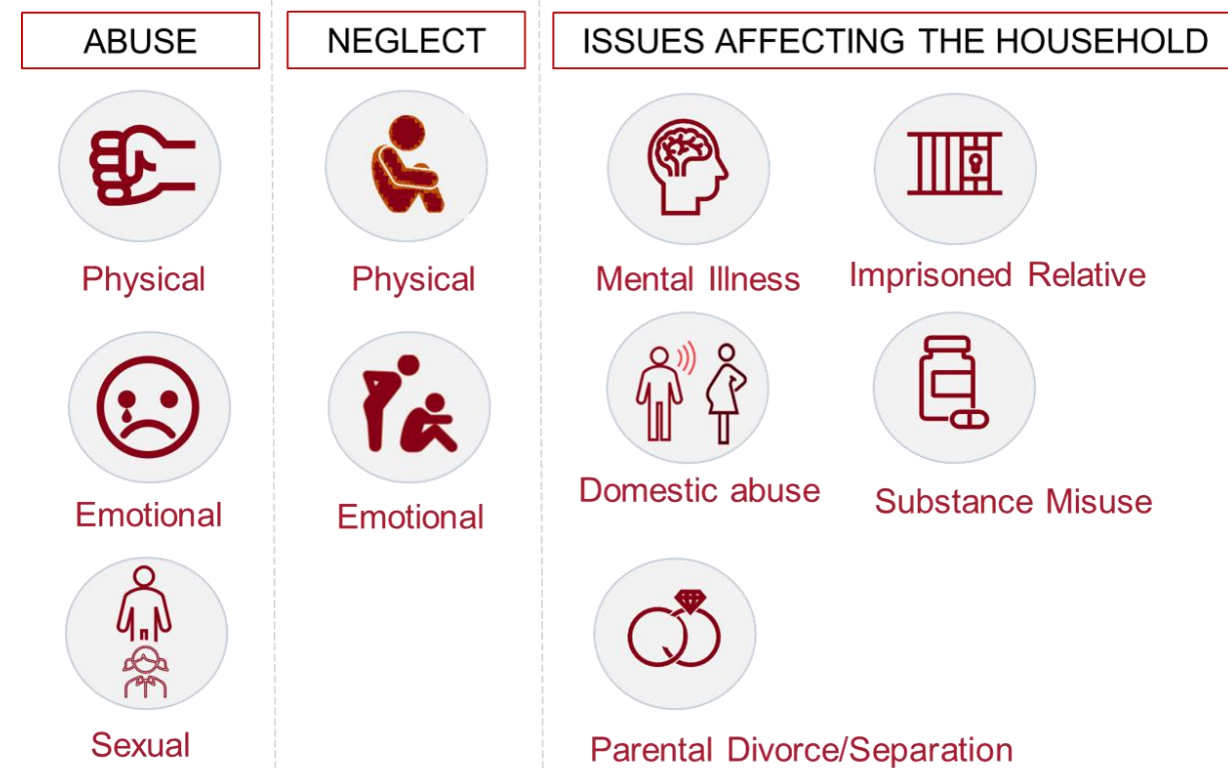 ABUSE
Physical
Emotional
Sexual
NEGLECT
Physical
Emotional
ISSUES AFFECTING THE HOUSEHOLD
Mental Illness
Imprisoned Relative
Domestic abuse
Substance Misuse
Parental Divorce/Separation